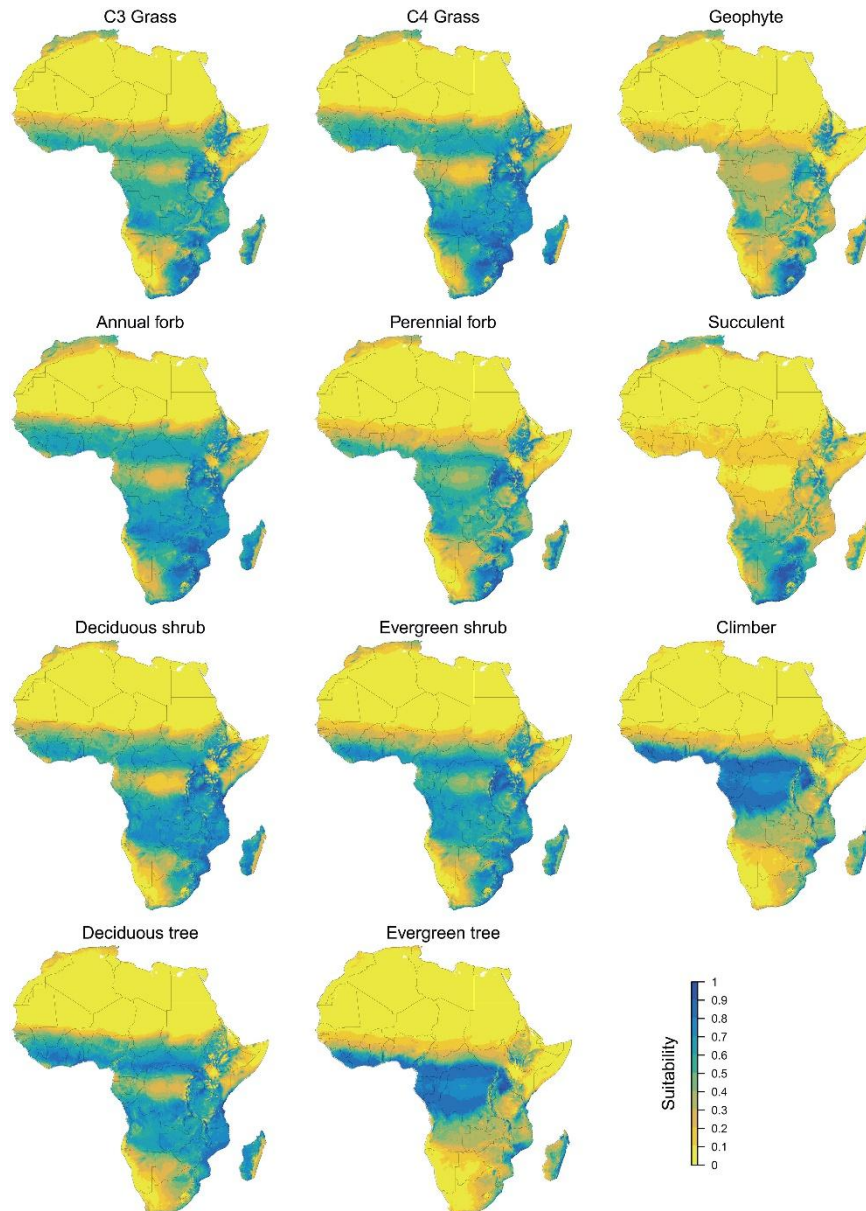 C3 Grass
C4 Grass
Geophyte
Annual forb
Perennial forb
Succulent
Deciduous shrub
Evergreen shrub
Climber
Deciduous tree
Evergreen tree
Suitability
1
0.9
0.8
0.7
0.6
0.5
0.4
0.3
0.2
0.1
0